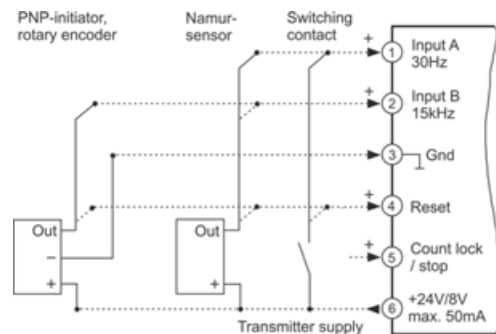 PNP-initiator,
rotary encoder
Namur-
sensor
Switching
contact
+
1
Input A
30Hz
+
2
Input B
15kHz
3
Gnd
+
4
Reset
+
5
Count lock
/ stop
6
+24V/8V
max. 50mA
Out
−
+
Out
+
Transmitter supply